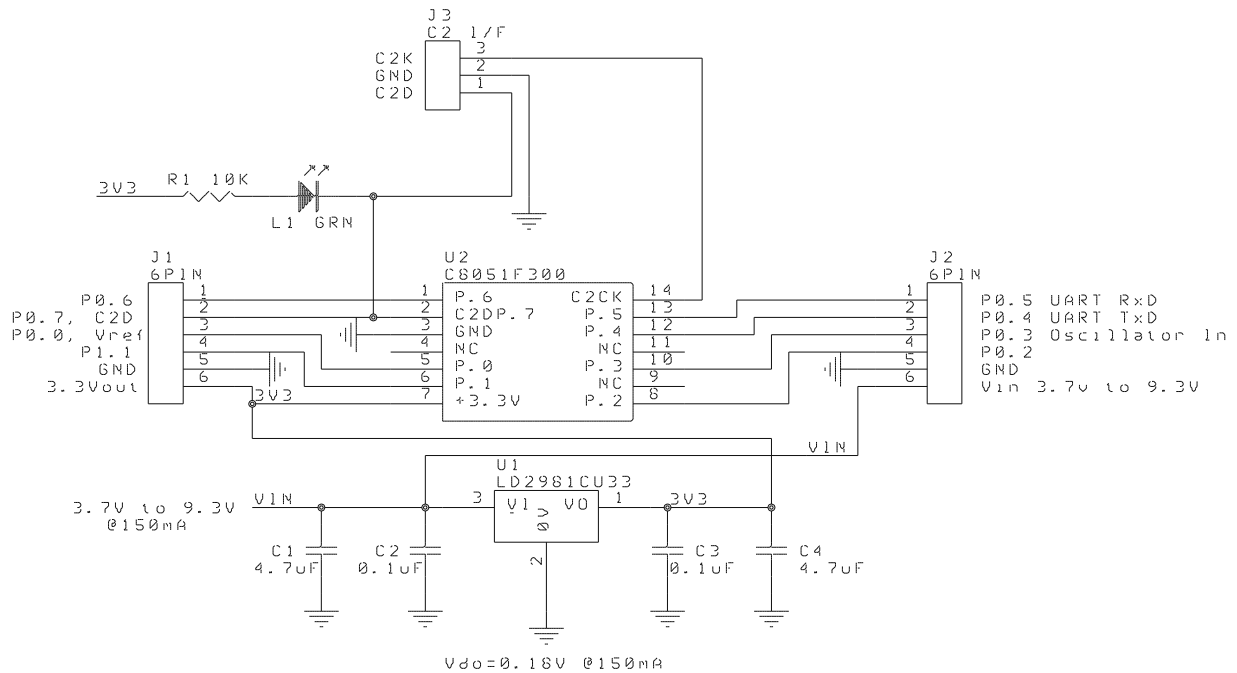 J3
C2 I/F
C2K 3
GND 2
C2D 1
3V3 R1 10K
L1 GRN
J1
6PIN
P0.6 1
P0.7, C2D 2
P0.0, Vref 3
P1.1 4
GND 5
3.3Vout 6
3V3
U2
C8051F300
1 P.6 C2CK 14
2 C2DP.7 P.5 13
3 GND P.4 12
4 NC NC 11
5 P.0 P.3 10
6 P.1 NC 9
7 +3.3V P.2 8
J2
6PIN
1 P0.5 UART RxD
2 P0.4 UART TxD
3 P0.3 Oscillator In
4 P0.2
5 GND
6 Vin 3.7v to 9.3V
VIN
U1
LD2981CU33
3.7V to 9.3V VIN 3 VI VO 1 3V3
@150mA 0V
C1 C2 2 C3 C4
4.7uF 0.1uF 0.1uF 4.7uF
Vdo=0.18V @150mA